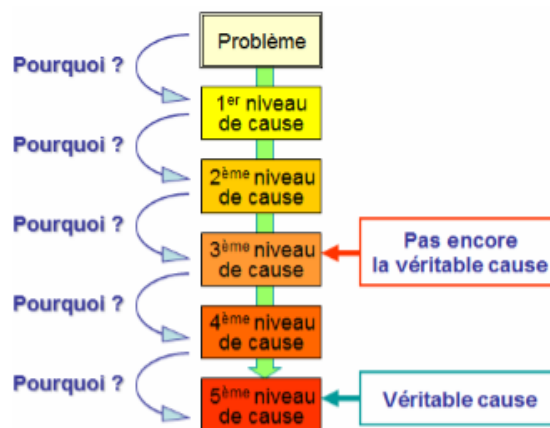 Problème
Pourquoi ?
1er niveau
de cause
Pourquoi ?
2ème niveau
de cause
Pourquoi ?
3ème niveau
de cause
Pas encore
la véritable cause
Pourquoi ?
4ème niveau
de cause
Pourquoi ?
5ème niveau
de cause
Véritable cause